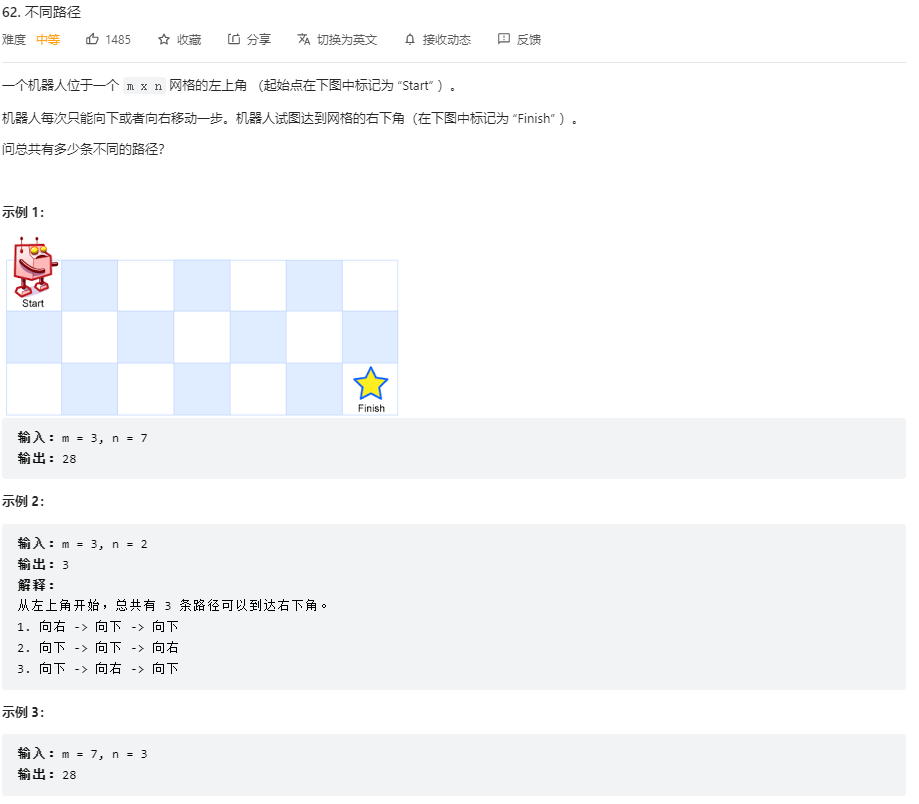 62. 不同路径
难度 中等 1485 收藏 分享 切换为英文 接收动态 反馈
一个机器人位于一个 m x n 网格的左上角 （起始点在下图中标记为 “Start” ）。
机器人每次只能向下或者向右移动一步。机器人试图达到网格的右下角（在下图中标记为 “Finish” ）。
问总共有多少条不同的路径？
示例 1：
Start
Finish
输入：m = 3, n = 7
输出：28
示例 2：
输入：m = 3, n = 2
输出：3
解释：
从左上角开始，总共有 3 条路径可以到达右下角。
1. 向右 -> 向下 -> 向下
2. 向下 -> 向下 -> 向右
3. 向下 -> 向右 -> 向下
示例 3：
输入：m = 7, n = 3
输出：28